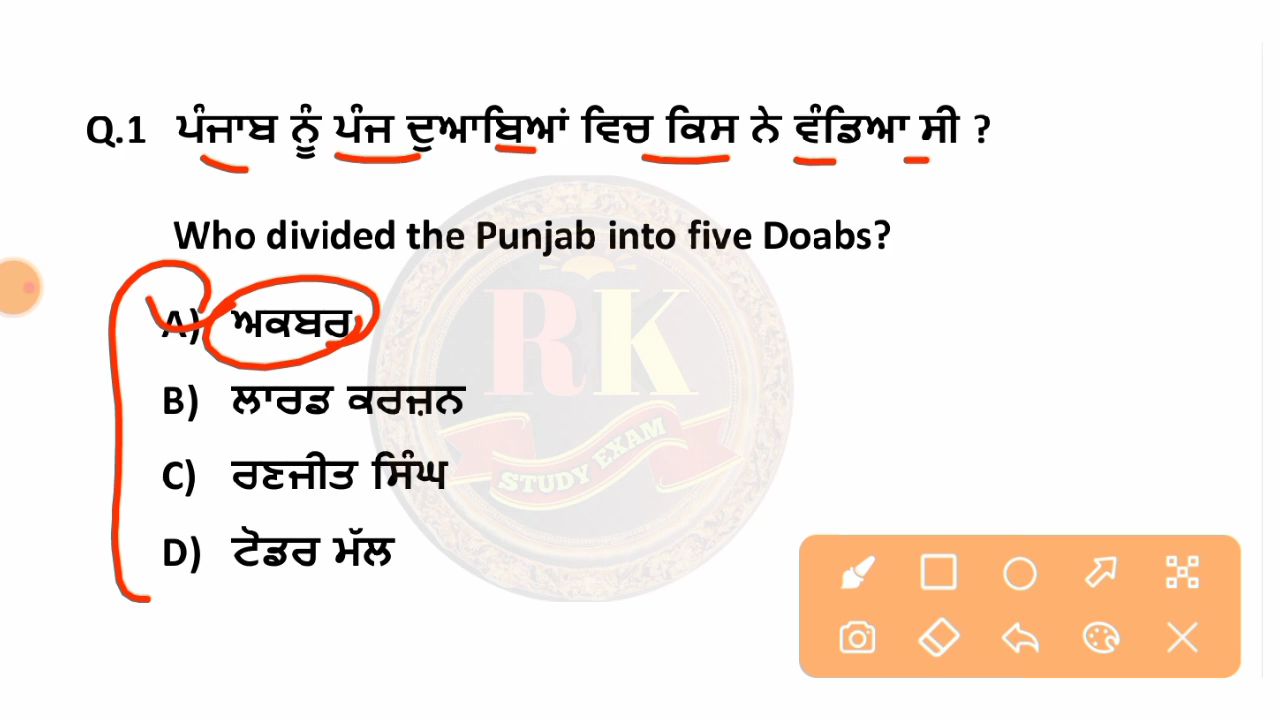 Q.1 ਪੰਜਾਬ ਨੂੰ ਪੰਜ ਦੁਆਬਿਆਂ ਵਿਚ ਕਿਸ ਨੇ ਵੰਡਿਆ ਸੀ ?
Who divided the Punjab into five Doabs?
A) ਅਕਬਰ
B) ਲਾਰਡ ਕਰਜ਼ਨ
C) ਰਣਜੀਤ ਸਿੰਘ
D) ਟੋਡਰ ਮੱਲ
RK
STUDY EXAM